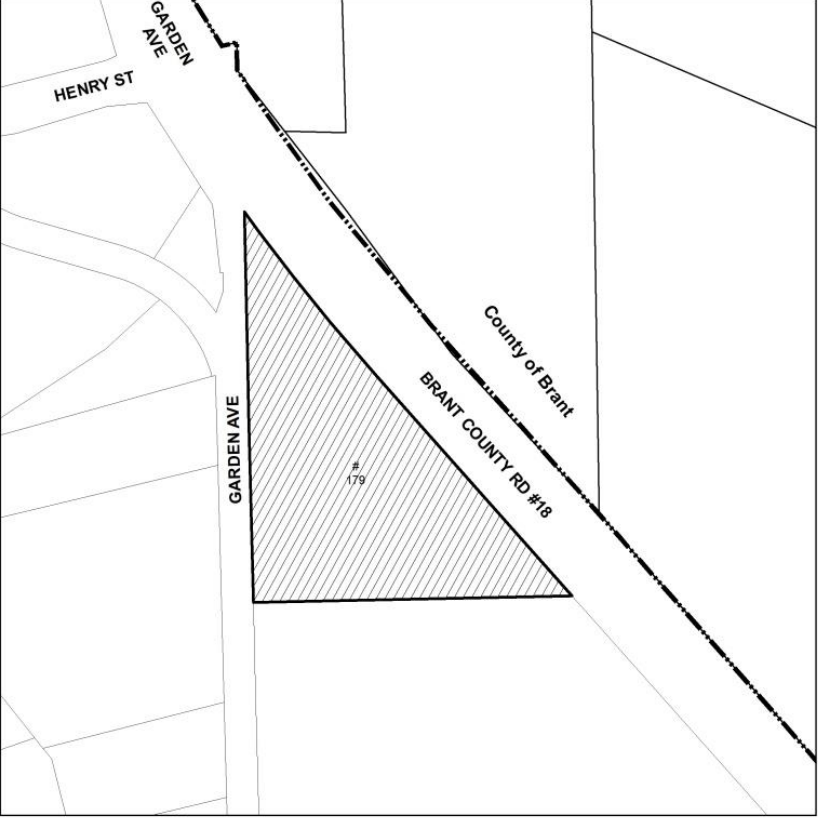 GARDEN
AVE
HENRY ST
County of Brant
BRANT COUNTY RD #18
GARDEN AVE
#
179